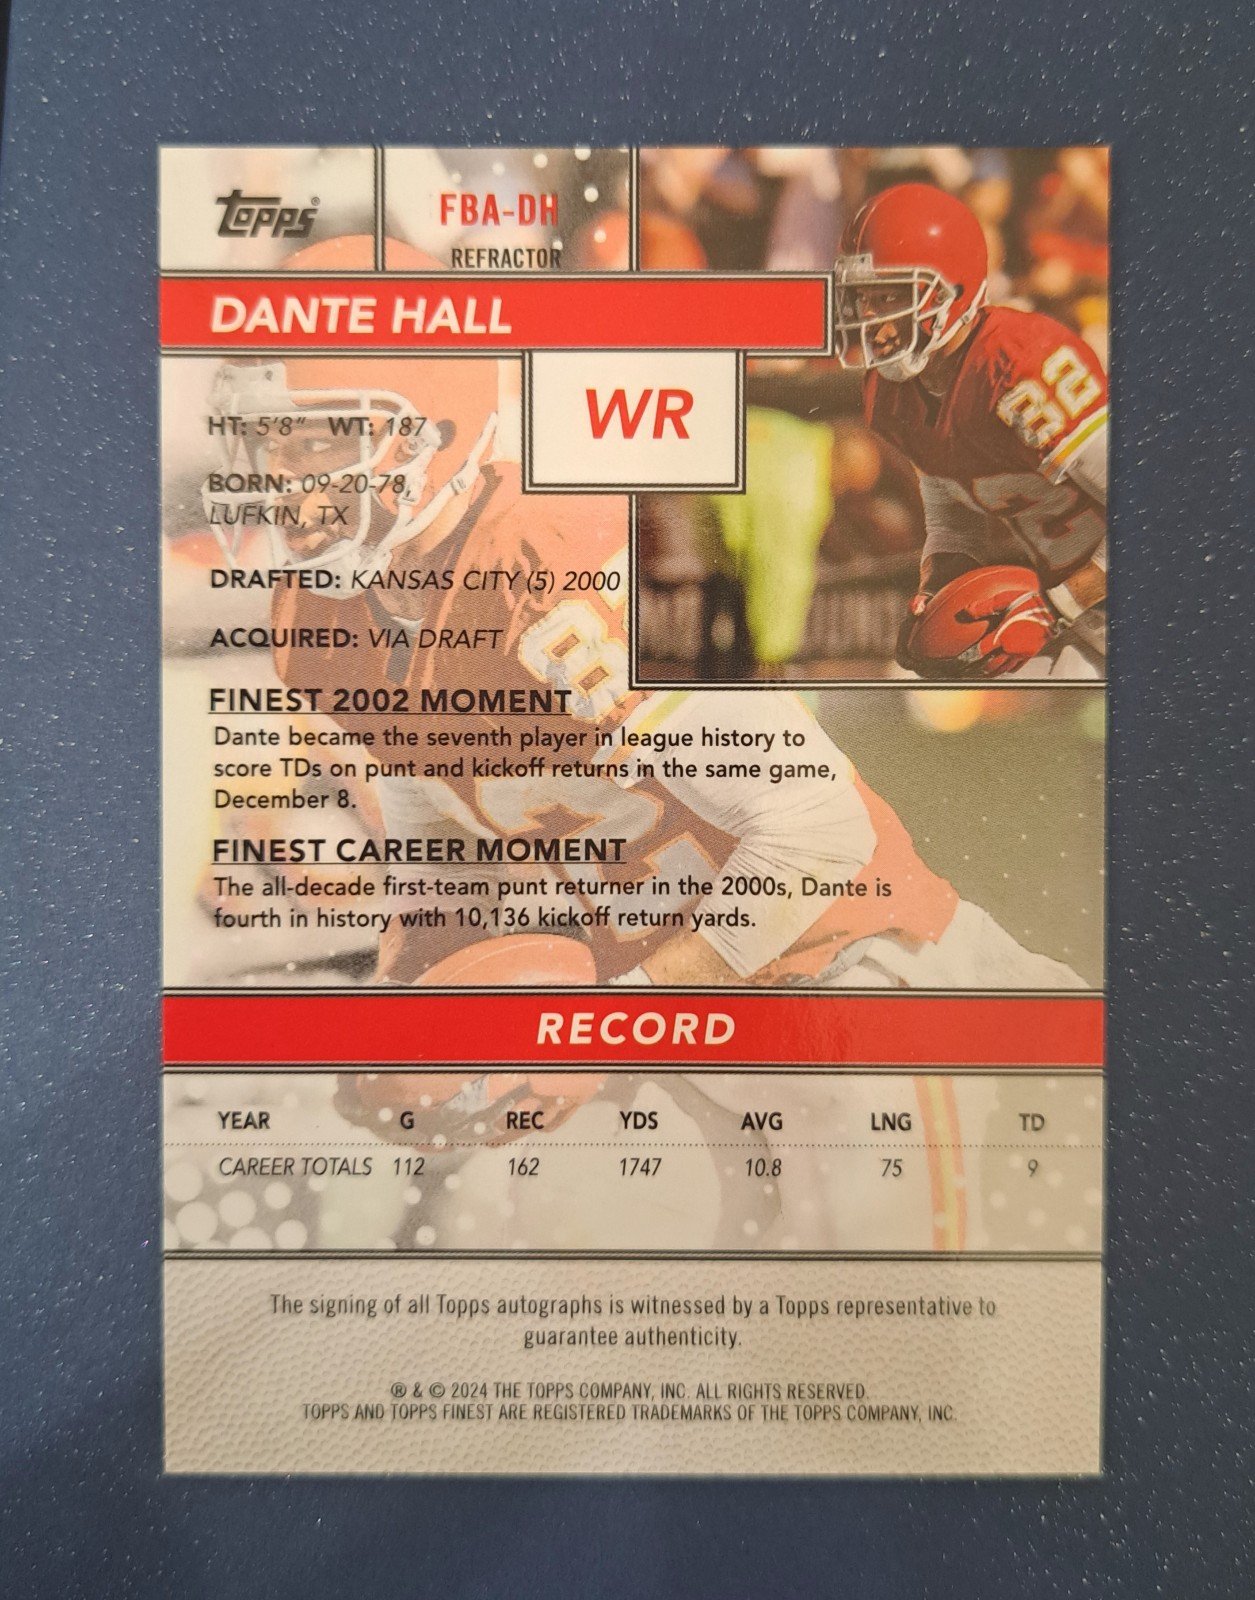 Topps®
FBA-DH
REFRACTOR
DANTE HALL
WR
82
HT: 5'8" WT: 187
BORN: 09-20-78,
LUFKIN, TX
DRAFTED: KANSAS CITY (5) 2000
ACQUIRED: VIA DRAFT
FINEST 2002 MOMENT
Dante became the seventh player in league history to
score TDs on punt and kickoff returns in the same game,
December 8.
FINEST CAREER MOMENT
The all-decade first-team punt returner in the 2000s, Dante is
fourth in history with 10,136 kickoff return yards.
RECORD
YEAR G REC YDS AVG LNG TD
CAREER TOTALS 112 162 1747 10.8 75 9
The signing of all Topps autographs is witnessed by a Topps representative to
guarantee authenticity.
® & © 2024 THE TOPPS COMPANY, INC. ALL RIGHTS RESERVED.
TOPPS AND TOPPS FINEST ARE REGISTERED TRADEMARKS OF THE TOPPS COMPANY, INC.